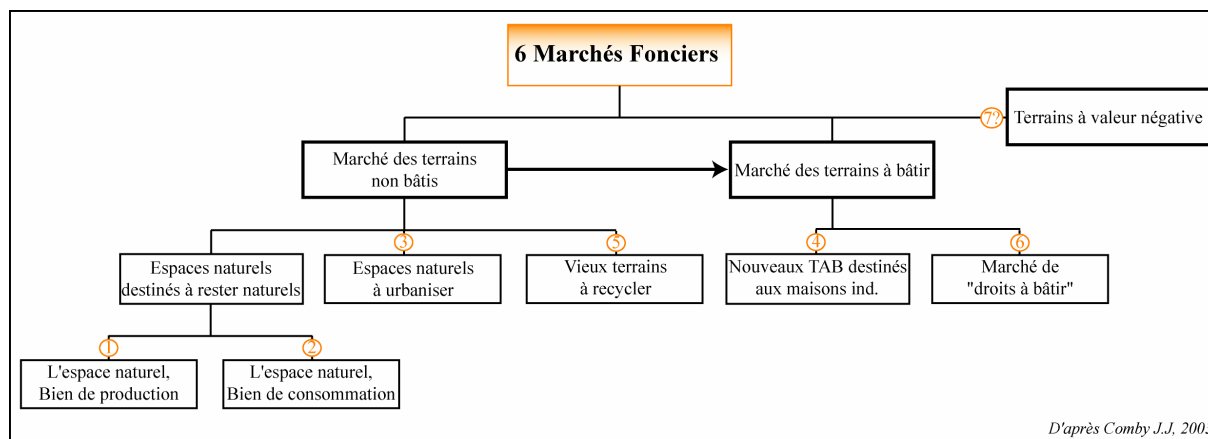 6 Marchés Fonciers
7?
Terrains à valeur négative
Marché des terrains
non bâtis
Marché des terrains à bâtir
3
5
4
6
Espaces naturels
destinés à rester naturels
Espaces naturels
à urbaniser
Vieux terrains
à recycler
Nouveaux TAB destinés
aux maisons ind.
Marché de
"droits à bâtir"
1
2
L'espace naturel,
Bien de production
L'espace naturel,
Bien de consommation
D'après Comby J.J, 2003